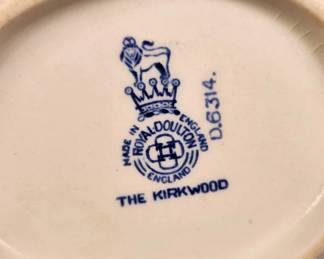 MADE IN ENGLAND
ROYAL·DOULTON
ENGLAND
D.6314.
THE KIRKWOOD